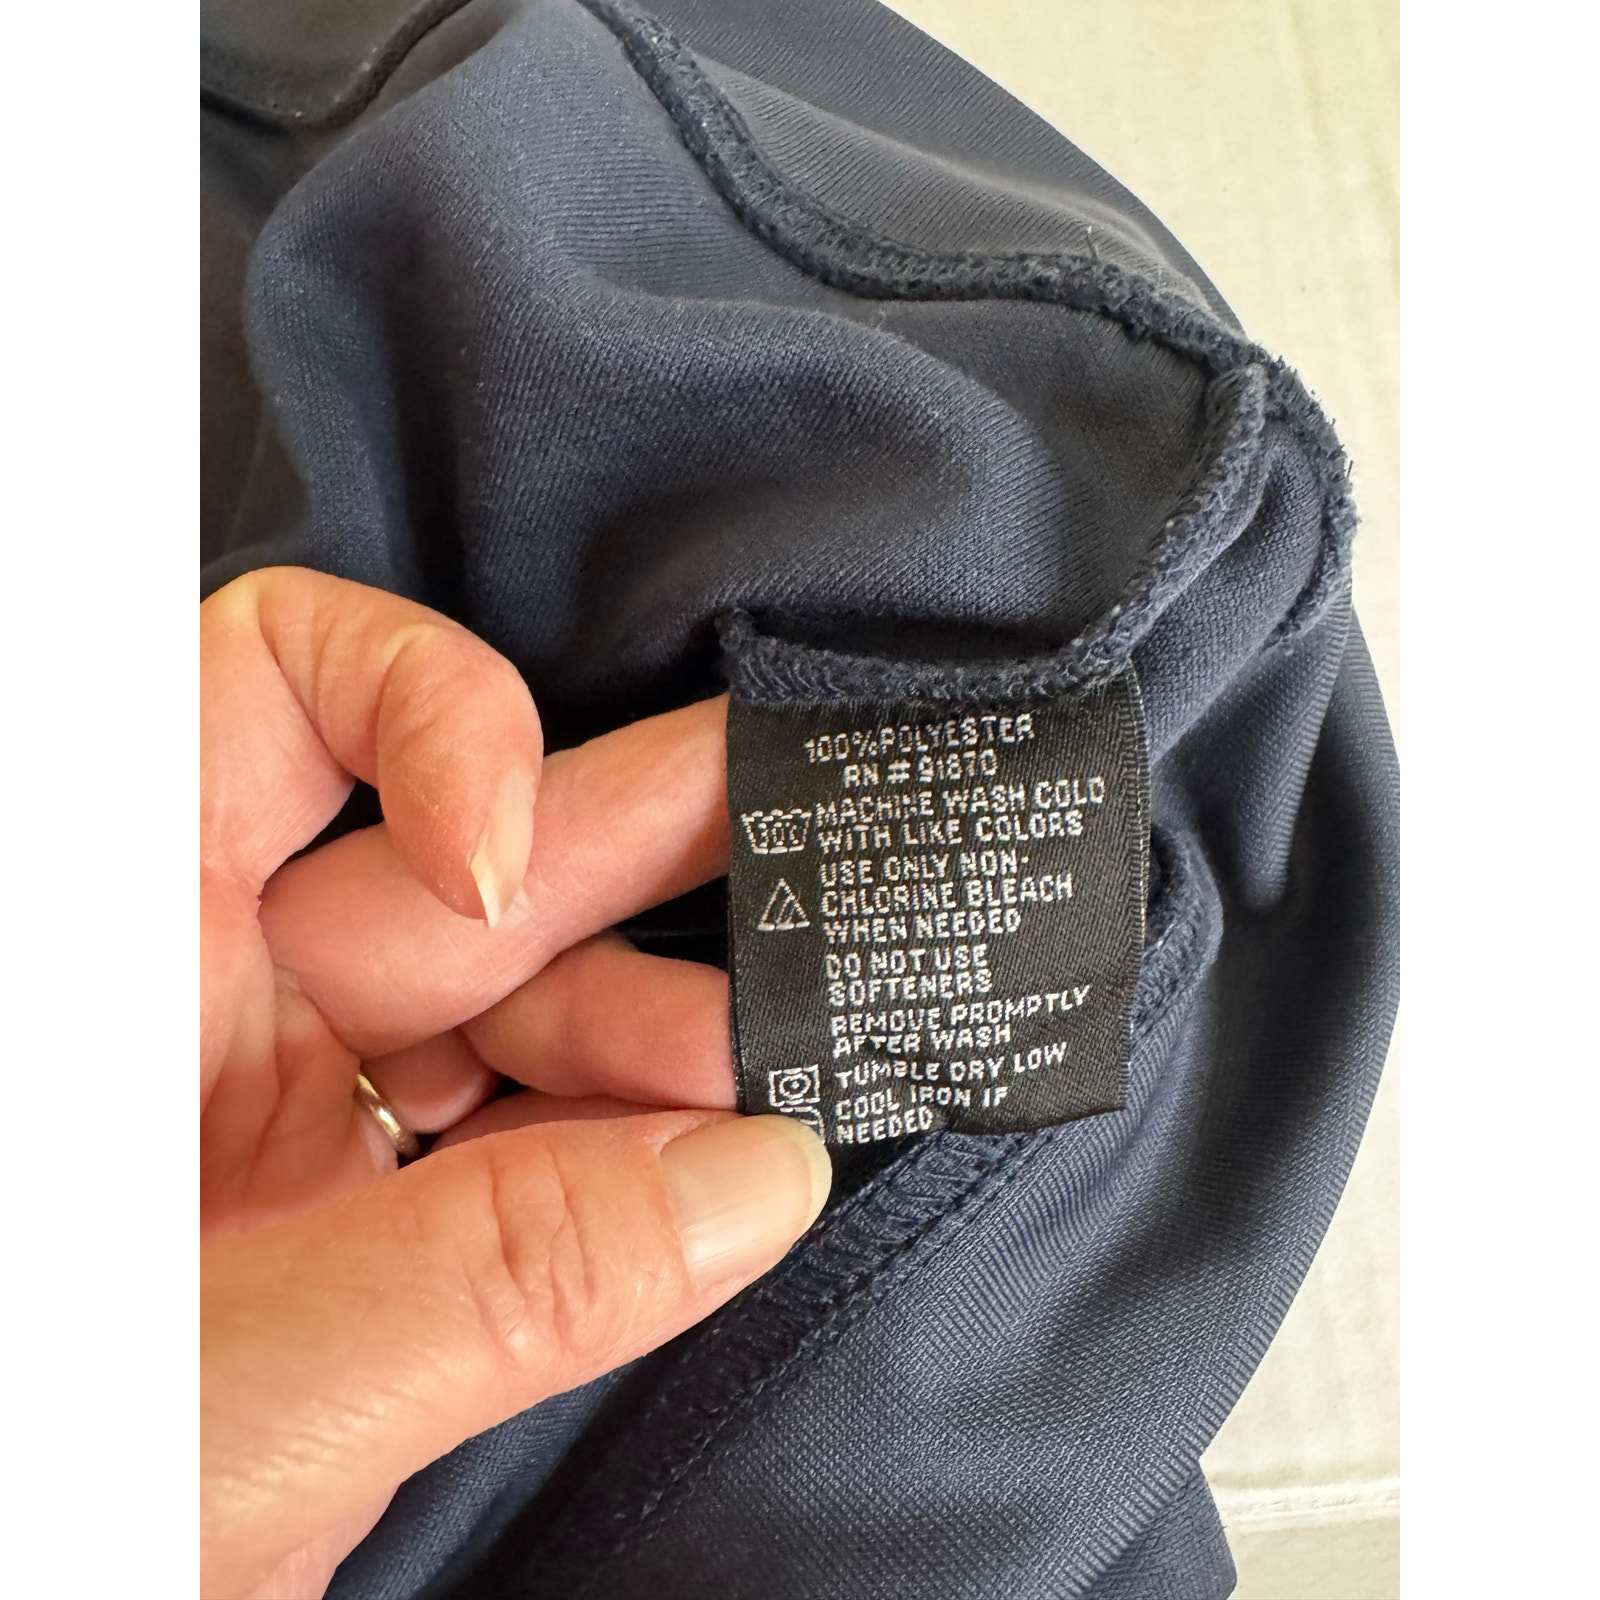 100%POLYESTER
RN # 91870
MACHINE WASH COLD
WITH LIKE COLORS
USE ONLY NON-
CHLORINE BLEACH
WHEN NEEDED
DO NOT USE
SOFTENERS
REMOVE PROMPTLY
AFTER WASH
TUMBLE DRY LOW
COOL IRON IF
NEEDED